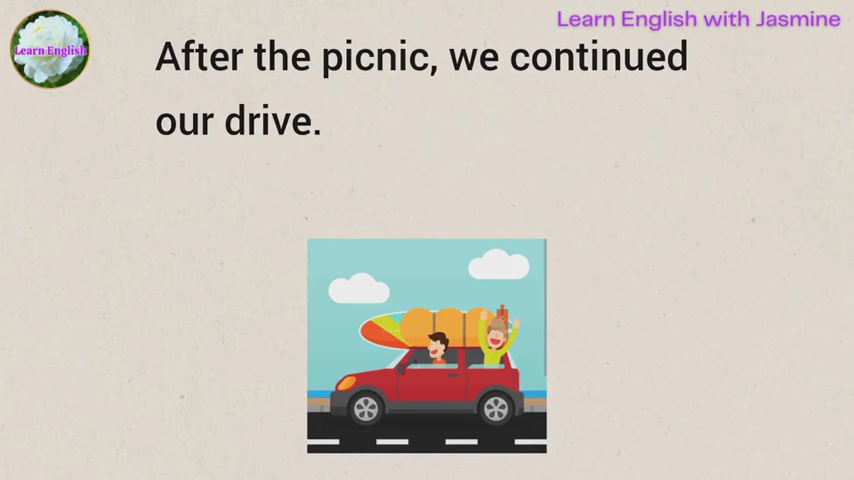 Learn English with Jasmine
Learn English
After the picnic, we continued
our drive.